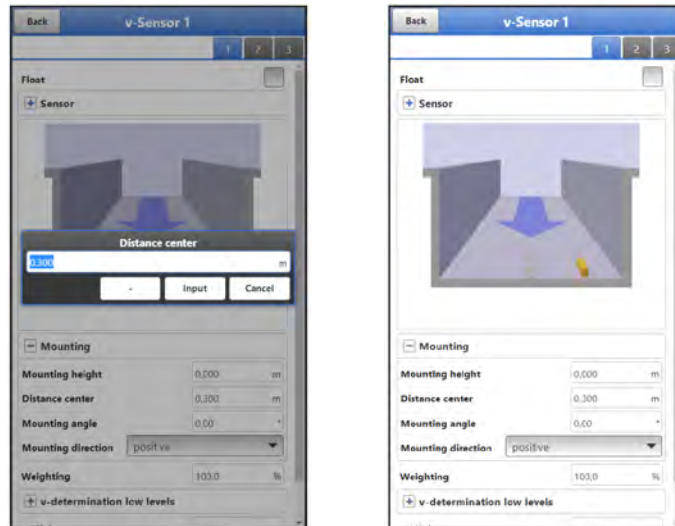 Back v-Sensor 1
1 2 3
Float
+ Sensor
Distance center
0.300 m
- Input Cancel
Mounting
Mounting height 0,000 m
Distance center 0,300 m
Mounting angle 0,00 °
Mounting direction positive
Weighting 100,0 %
+ v-determination low levels
Back v-Sensor 1
1 2 3
Float
+ Sensor
Mounting
Mounting height 0,000 m
Distance center 0,300 m
Mounting angle 0,00 °
Mounting direction positive
Weighting 100,0 %
+ v-determination low levels